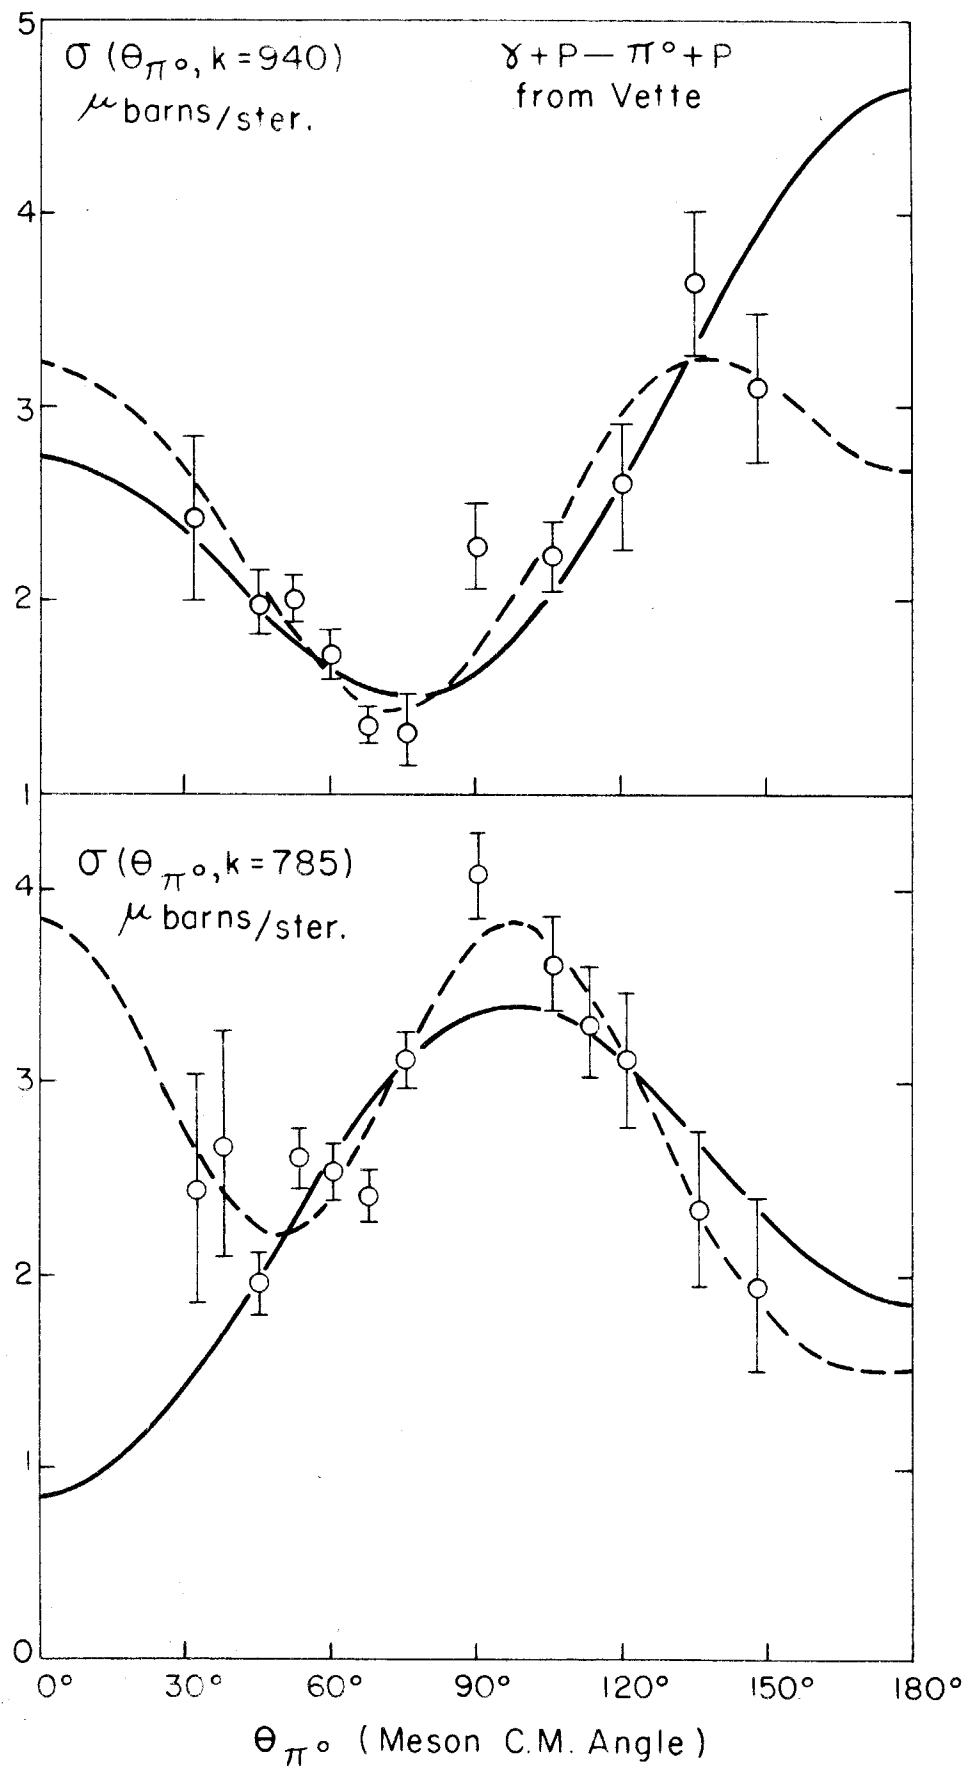 5
σ (θπ°, k=940)
μ barns/ster.
γ+P — π°+P
from Vette
4
3
2
1
σ (θπ°, k=785)
μ barns/ster.
4
3
2
1
0
0° 30° 60° 90° 120° 150° 180°
θπ° (Meson C.M. Angle)